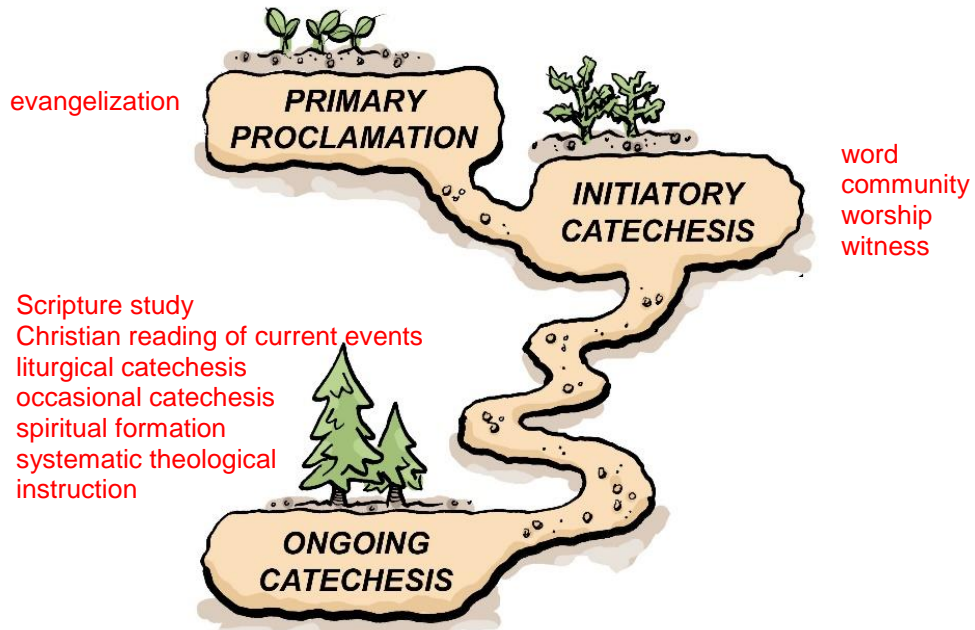 evangelization
PRIMARY
PROCLAMATION
INITIATORY
CATECHESIS
word
community
worship
witness
Scripture study
Christian reading of current events
liturgical catechesis
occasional catechesis
spiritual formation
systematic theological
instruction
ONGOING
CATECHESIS